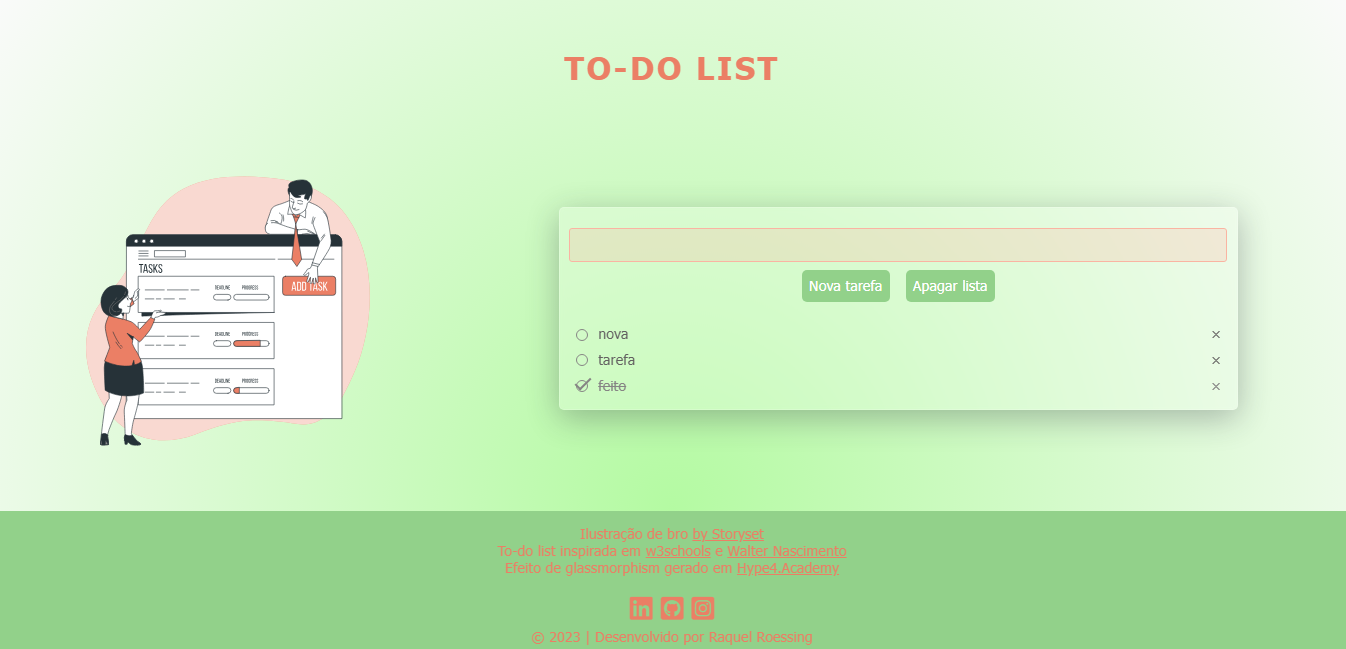 TO-DO LIST
TASKS
ADD TASK
DEADLINE PROGRESS
DEADLINE PROGRESS
DEADLINE PROGRESS
Nova tarefa
Apagar lista
nova
tarefa
feito
Ilustração de bro by Storyset
To-do list inspirada em w3schools e Walter Nascimento
Efeito de glassmorphism gerado em Hype4.Academy
in
© 2023 | Desenvolvido por Raquel Roessing